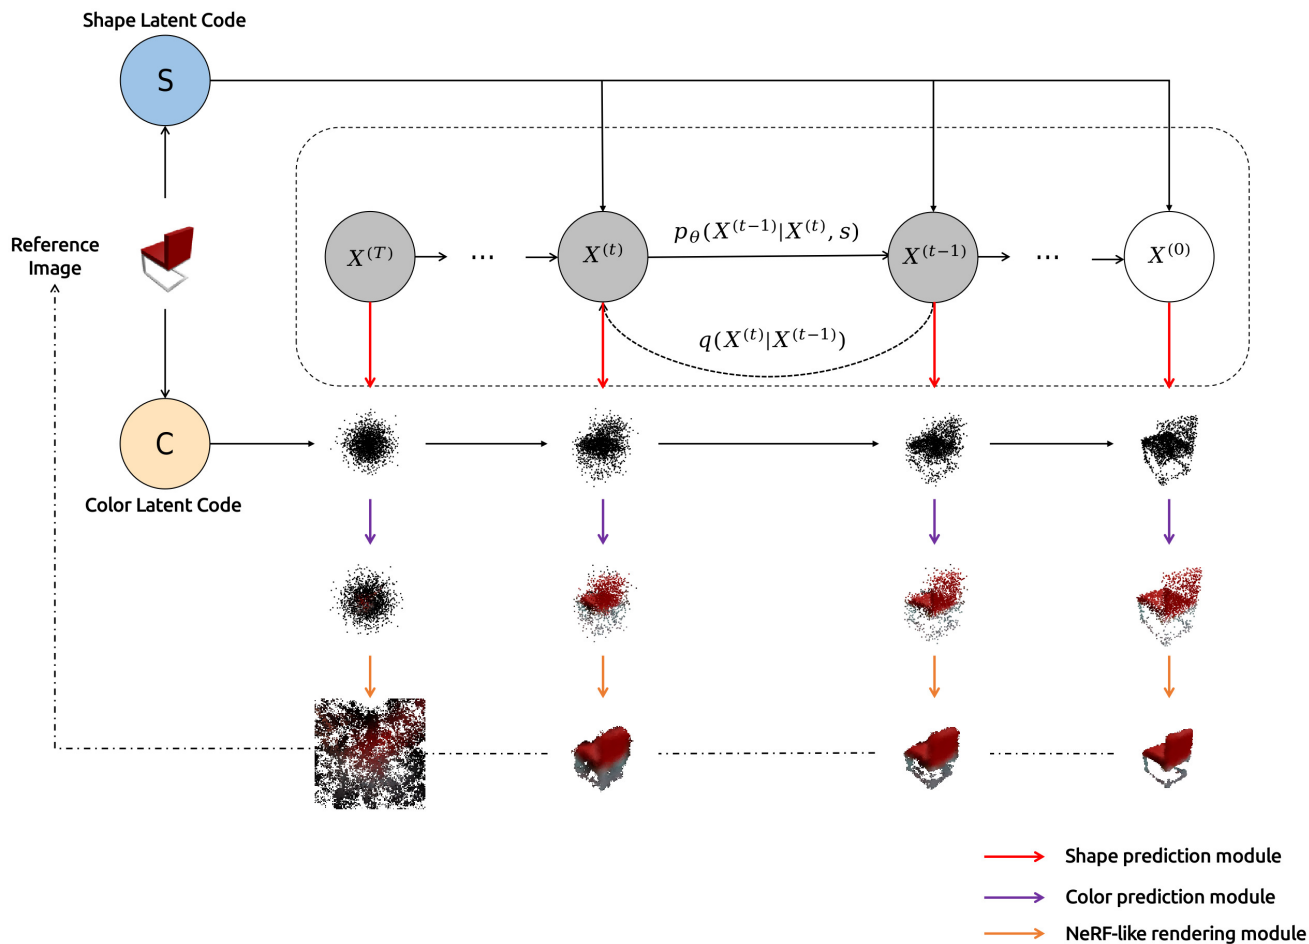 Shape Latent Code
S
Reference
Image
X^(T)
...
X^(t)
p_θ(X^(t−1)|X^(t), s)
X^(t−1)
...
X^(0)
q(X^(t)|X^(t−1))
C
Color Latent Code
Shape prediction module
Color prediction module
NeRF-like rendering module